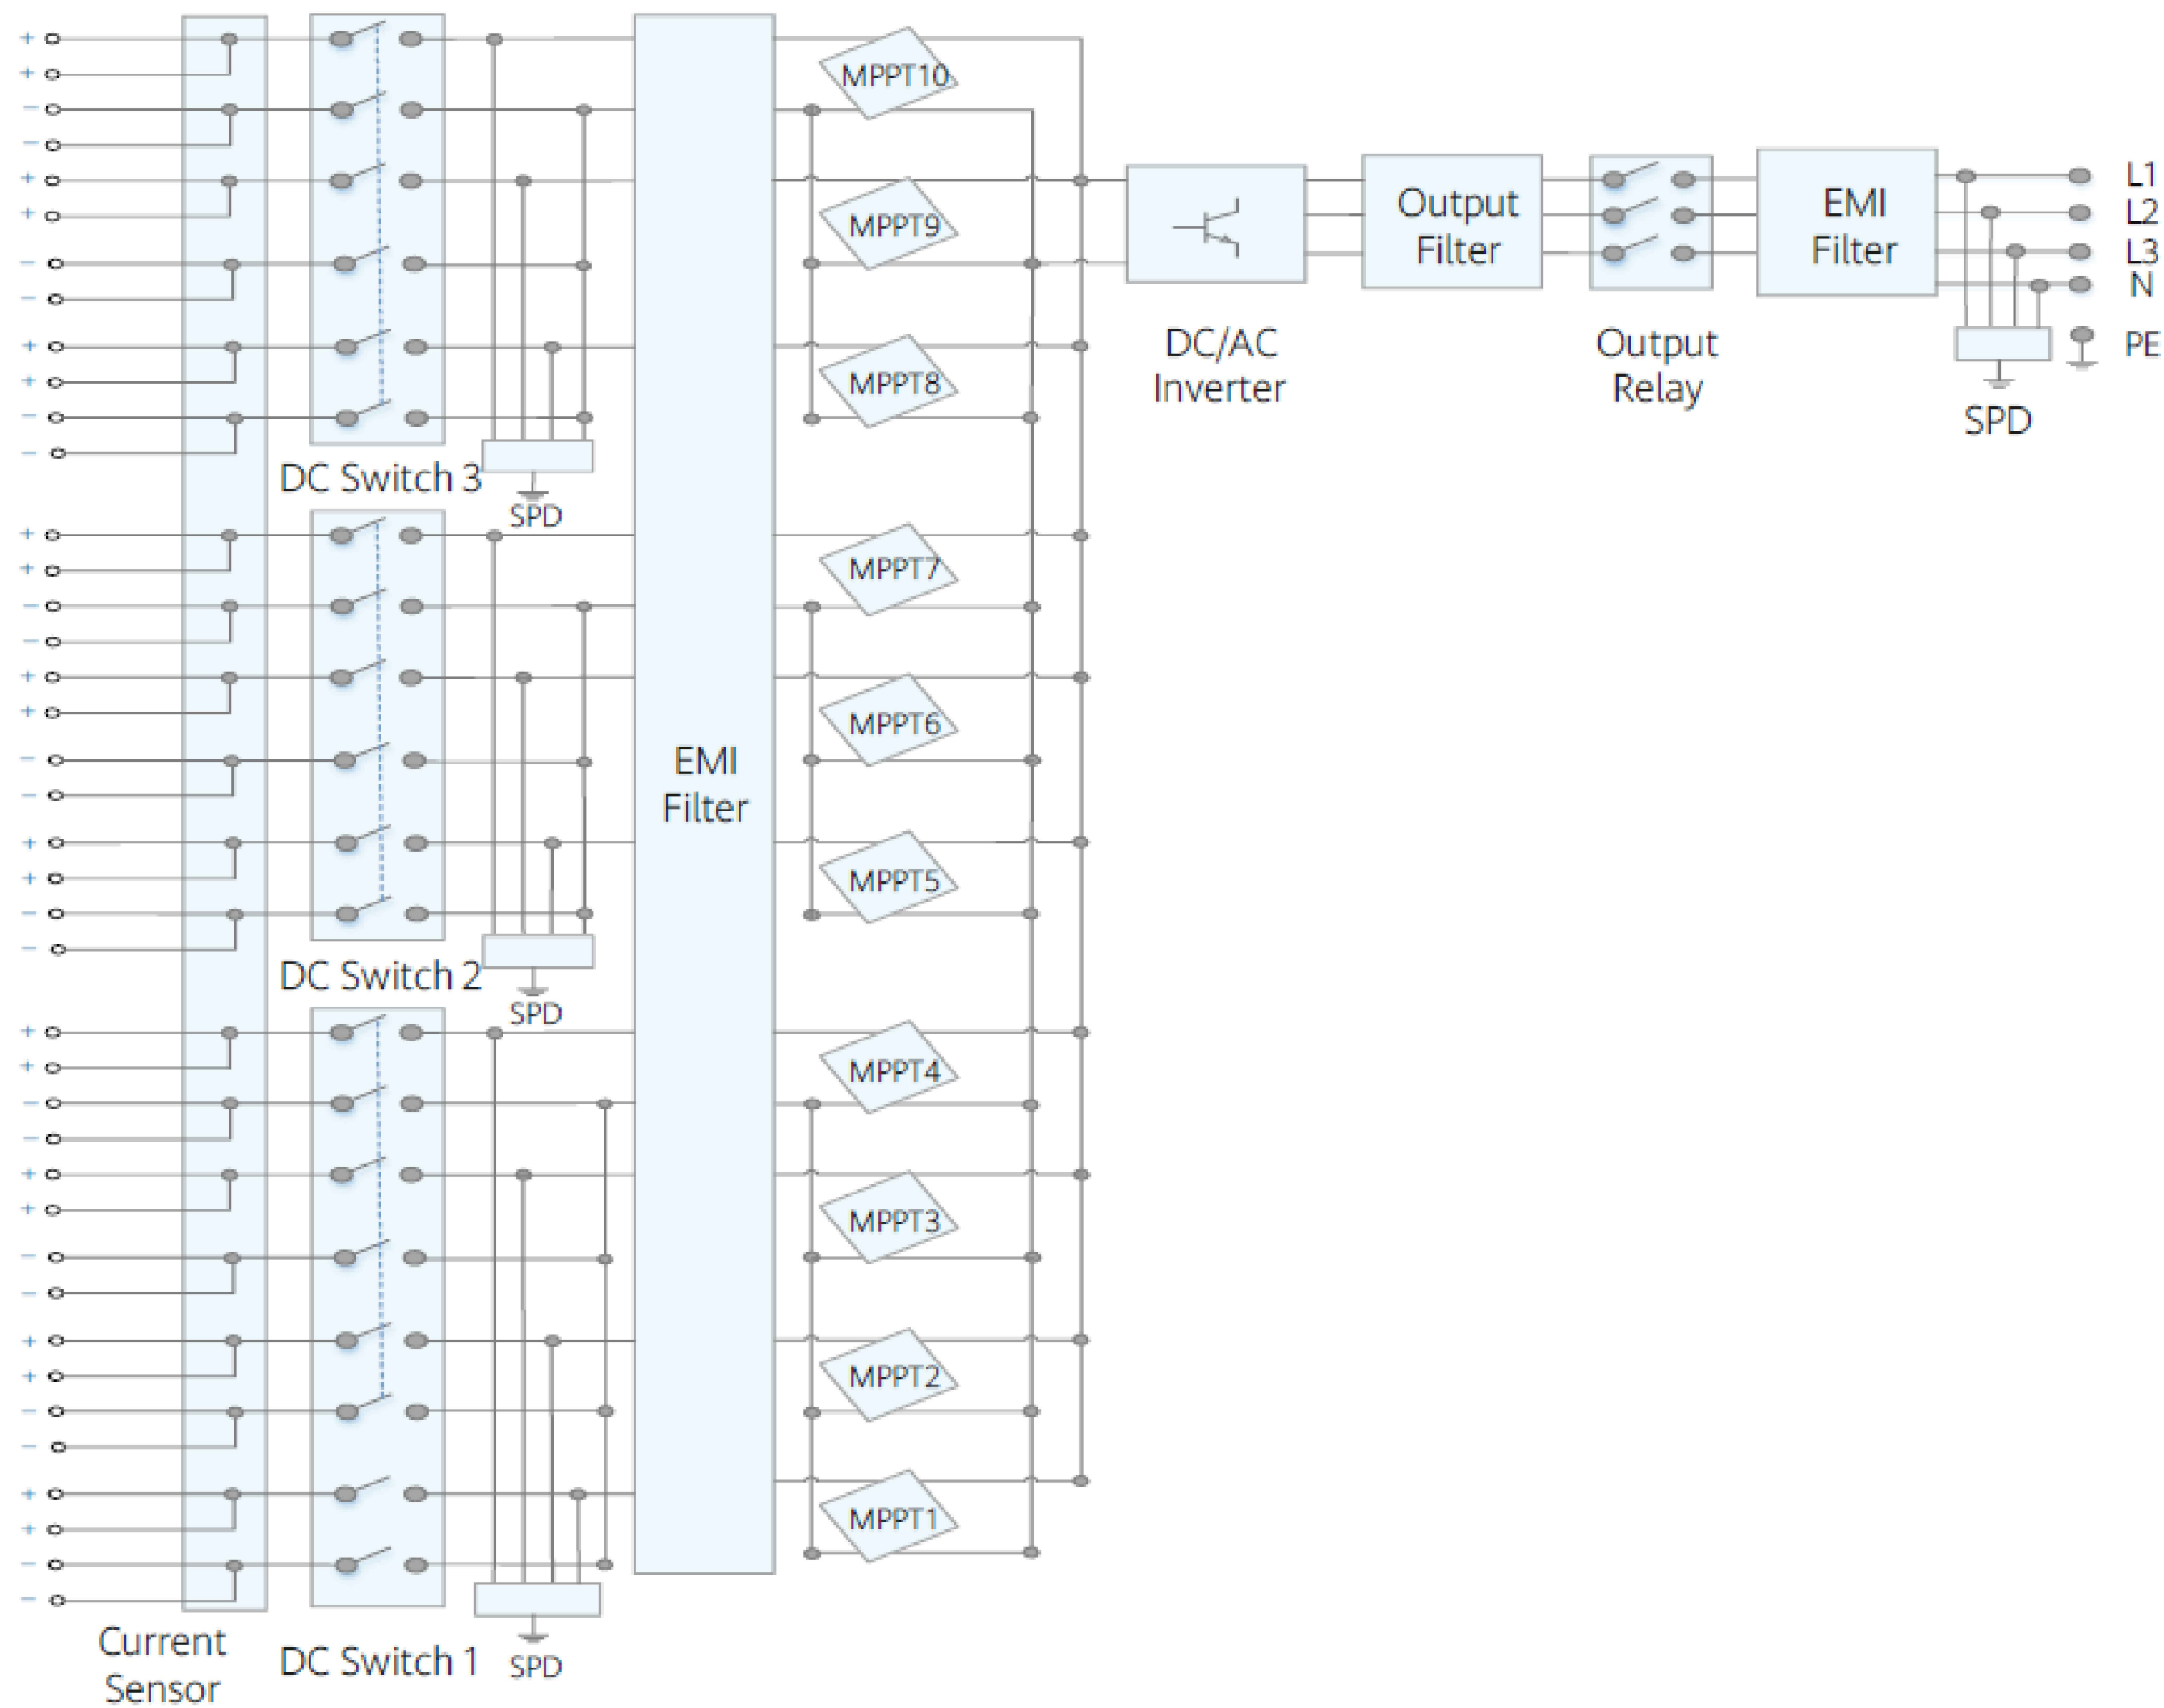 +
+
−
−
+
+
−
−
+
+
−
−
DC Switch 3
SPD
+
+
−
−
+
+
−
−
+
+
−
−
DC Switch 2
SPD
+
+
−
−
+
+
−
−
+
+
−
−
+
+
−
−
Current
Sensor
DC Switch 1
SPD
EMI
Filter
MPPT10
MPPT9
MPPT8
MPPT7
MPPT6
MPPT5
MPPT4
MPPT3
MPPT2
MPPT1
DC/AC
Inverter
Output
Filter
Output
Relay
EMI
Filter
L1
L2
L3
N
PE
SPD